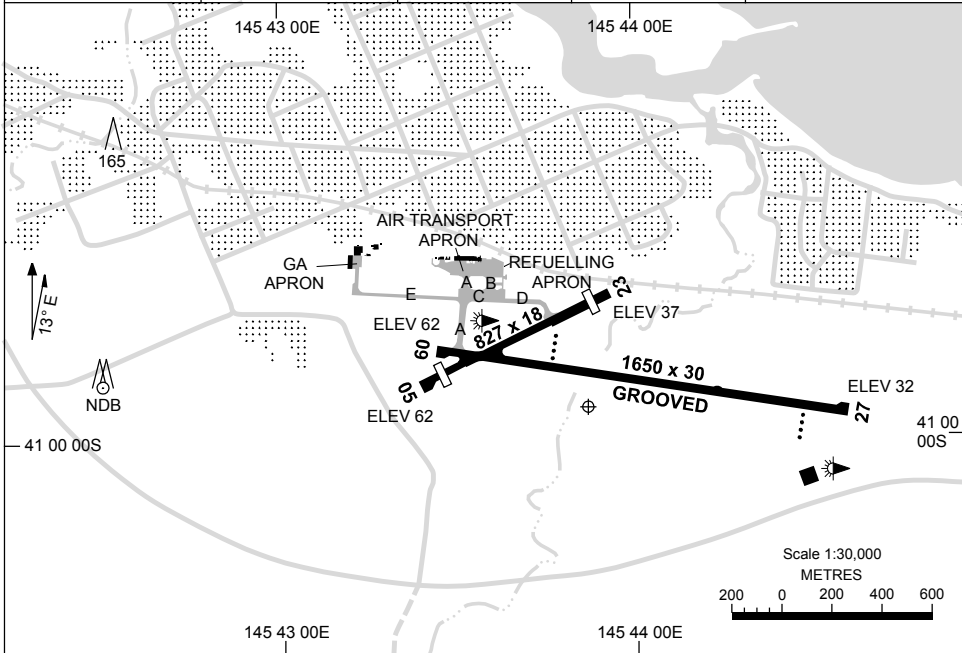 145 43 00E
145 44 00E
165
AIR TRANSPORT
APRON
GA
APRON
REFUELLING
APRON
A
B
C
D
E
A
13° E
23
ELEV 37
ELEV 62
827 x 18
09
05
ELEV 62
1650 x 30
GROOVED
ELEV 32
27
NDB
41 00 00S
41 00
00S
Scale 1:30,000
METRES
200 0 200 400 600
145 43 00E
145 44 00E